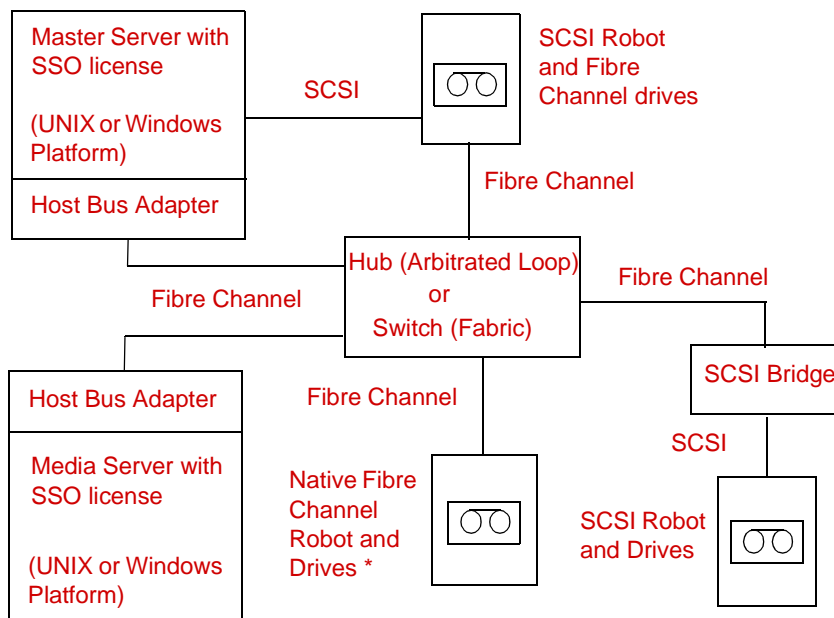 Master Server with
SSO license
(UNIX or Windows
Platform)
Host Bus Adapter
SCSI
SCSI Robot
and Fibre
Channel drives
Fibre Channel
Hub (Arbitrated Loop)
or
Switch (Fabric)
Fibre Channel
Fibre Channel
SCSI Bridge
SCSI
SCSI Robot
and Drives
Fibre Channel
Native Fibre
Channel
Robot and
Drives *
Host Bus Adapter
Media Server with
SSO license
(UNIX or Windows
Platform)